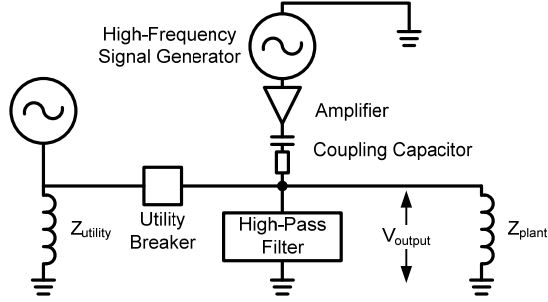 High-Frequency
Signal Generator
Amplifier
Coupling Capacitor
Utility
Breaker
High-Pass
Filter
Zutility
Voutput
Zplant